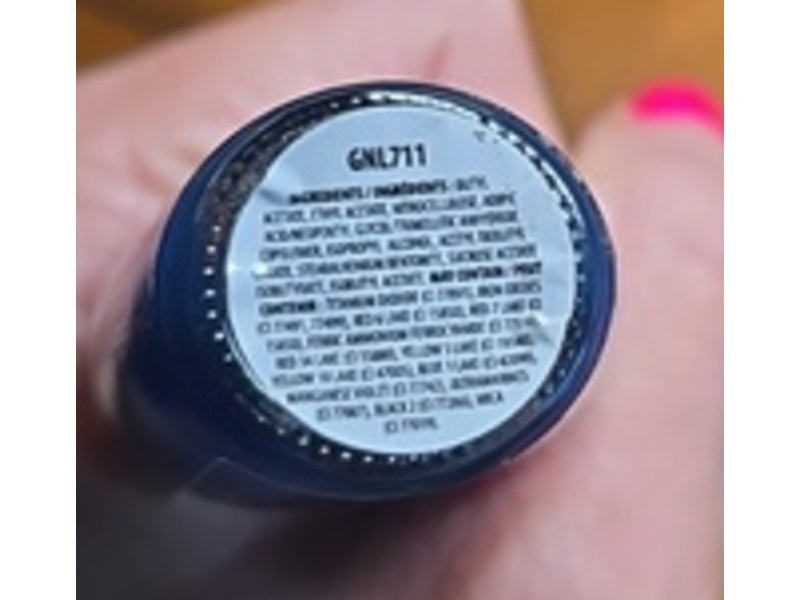 GNL711
INGREDIENTS / INGRÉDIENTS : BUTYL
ACETATE, ETHYL ACETATE, NITROCELLULOSE, ADIPIC
ACID/NEOPENTYL GLYCOL/TRIMELLITIC ANHYDRIDE
COPOLYMER, ISOPROPYL ALCOHOL, ACETYL TRIBUTYL
STEARALKONIUM BENTONITE, SUCROSE ACETATE
ISOBUTYRATE, ISOBUTYL ACETATE. MAY CONTAIN / PEUT
CONTENIR : TITANIUM DIOXIDE (CI 77891), IRON OXIDES
(CI 77491, 77499), RED 6 LAKE (CI 15850), RED 7 LAKE (CI
15850), FERRIC AMMONIUM FERROCYANIDE (CI 77510),
RED 34 LAKE (CI 15880), YELLOW 5 LAKE (CI 19140),
YELLOW 10 LAKE (CI 47005), BLUE 1 LAKE (CI 42090),
MANGANESE VIOLET (CI 77742), ULTRAMARINES
(CI 77007), BLACK 2 (CI 77266), MICA
(CI 77019).